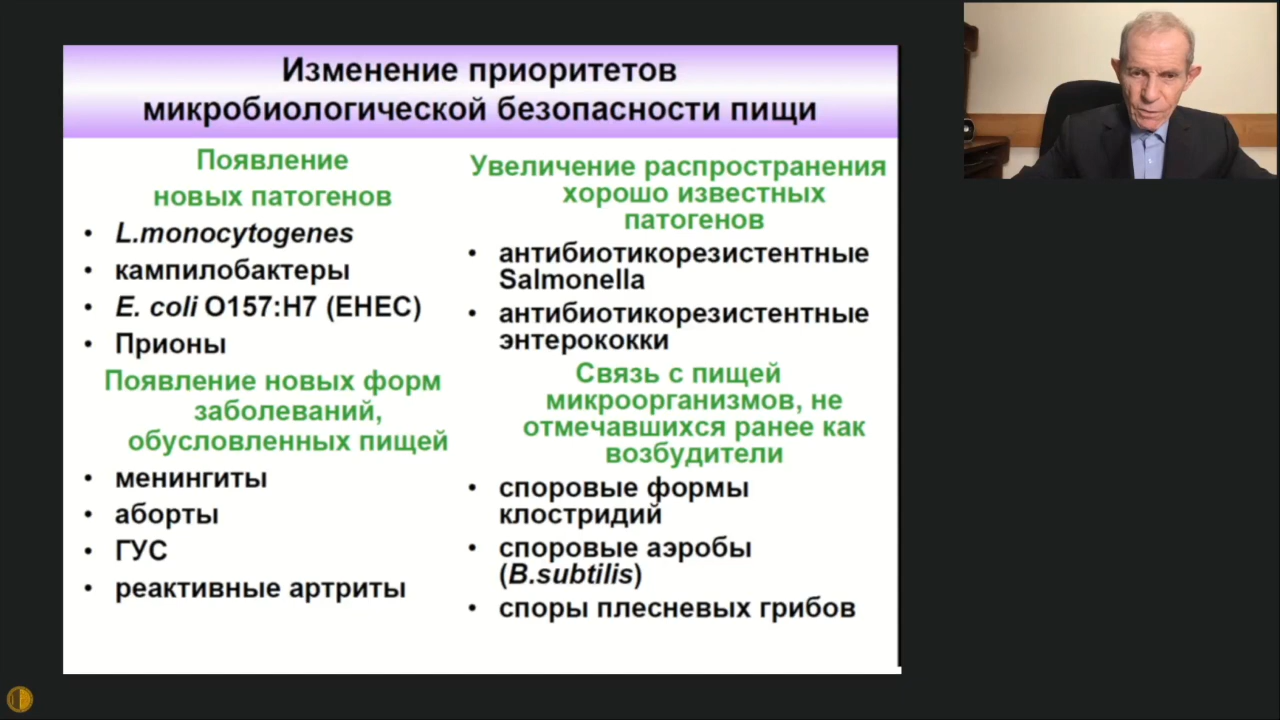 Изменение приоритетов
микробиологической безопасности пищи
Появление
новых патогенов
• L.monocytogenes
• кампилобактеры
• E. coli O157:H7 (EHEC)
• Прионы
Появление новых форм
заболеваний,
обусловленных пищей
• менингиты
• аборты
• ГУС
• реактивные артриты
Увеличение распространения
хорошо известных
патогенов
• антибиотикорезистентные
Salmonella
• антибиотикорезистентные
энтерококки
Связь с пищей
микроорганизмов, не
отмечавшихся ранее как
возбудители
• споровые формы
клостридий
• споровые аэробы
(B.subtilis)
• споры плесневых грибов